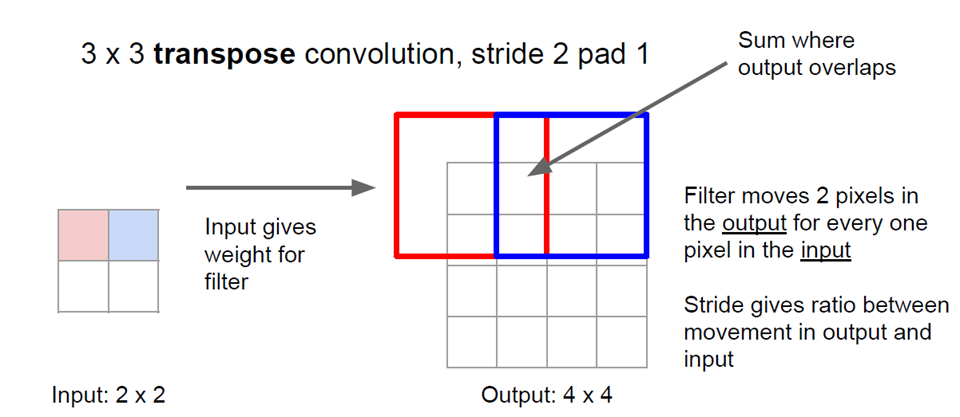 3 x 3 transpose convolution, stride 2 pad 1
Sum where
output overlaps
Input gives
weight for
filter
Filter moves 2 pixels in
the output for every one
pixel in the input
Stride gives ratio between
movement in output and
input
Input: 2 x 2
Output: 4 x 4